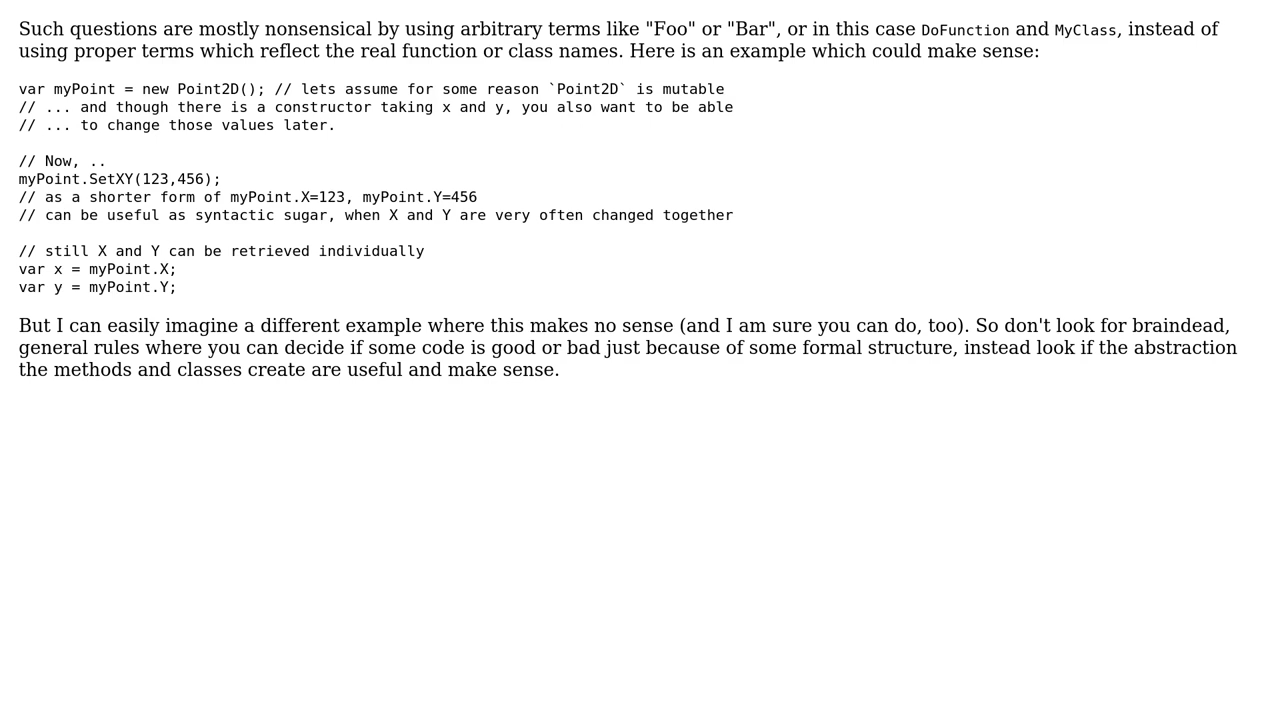 Such questions are mostly nonsensical by using arbitrary terms like "Foo" or "Bar", or in this case DoFunction and MyClass, instead of
using proper terms which reflect the real function or class names. Here is an example which could make sense:
var myPoint = new Point2D(); // lets assume for some reason `Point2D` is mutable
// ... and though there is a constructor taking x and y, you also want to be able
// ... to change those values later.
// Now, ..
myPoint.SetXY(123,456);
// as a shorter form of myPoint.X=123, myPoint.Y=456
// can be useful as syntactic sugar, when X and Y are very often changed together
// still X and Y can be retrieved individually
var x = myPoint.X;
var y = myPoint.Y;
But I can easily imagine a different example where this makes no sense (and I am sure you can do, too). So don't look for braindead,
general rules where you can decide if some code is good or bad just because of some formal structure, instead look if the abstraction
the methods and classes create are useful and make sense.